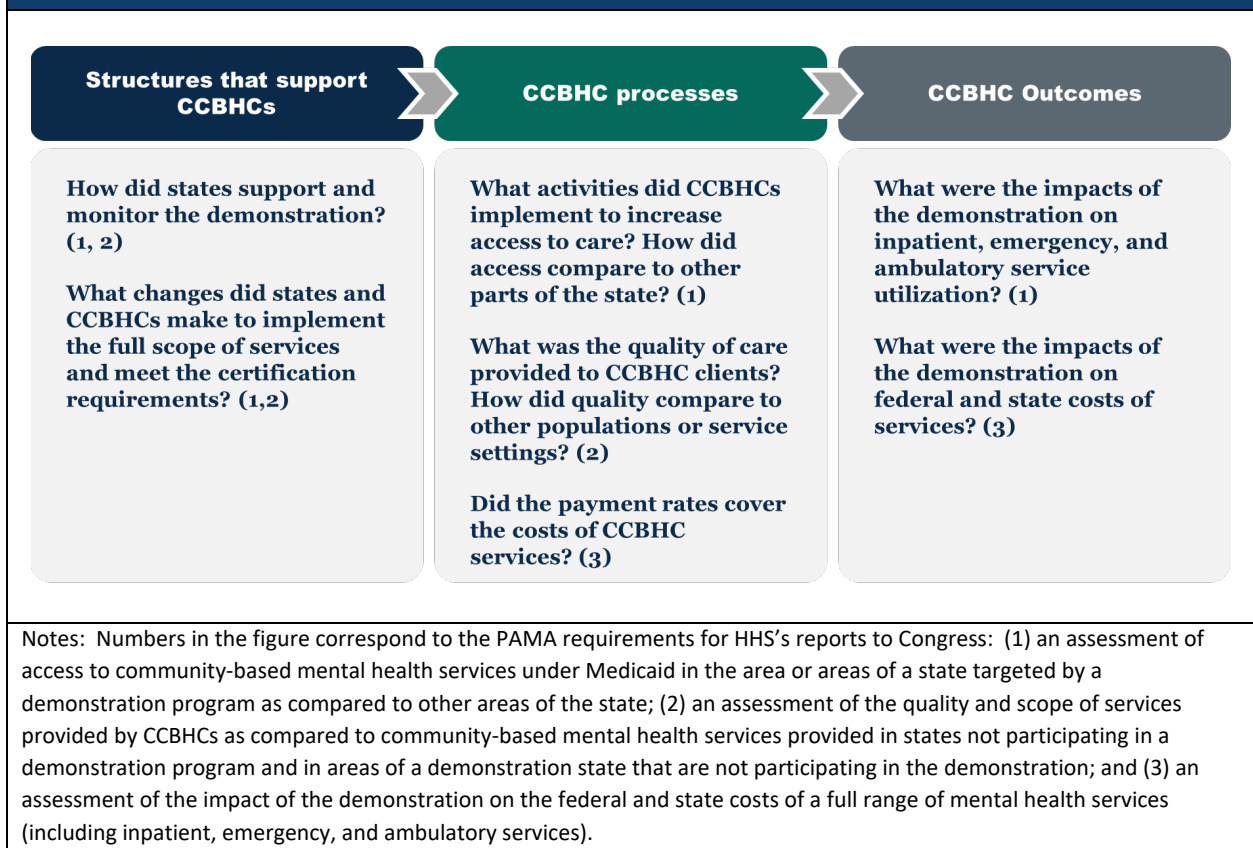 Structures that support
CCBHCs
CCBHC processes
CCBHC Outcomes
How did states support and
monitor the demonstration?
(1, 2)
What changes did states and
CCBHCs make to implement
the full scope of services
and meet the certification
requirements? (1,2)
What activities did CCBHCs
implement to increase
access to care? How did
access compare to other
parts of the state? (1)
What was the quality of care
provided to CCBHC clients?
How did quality compare to
other populations or service
settings? (2)
Did the payment rates cover
the costs of CCBHC
services? (3)
What were the impacts of
the demonstration on
inpatient, emergency, and
ambulatory service
utilization? (1)
What were the impacts of
the demonstration on
federal and state costs of
services? (3)
Notes:  Numbers in the figure correspond to the PAMA requirements for HHS’s reports to Congress:  (1) an assessment of
access to community-based mental health services under Medicaid in the area or areas of a state targeted by a
demonstration program as compared to other areas of the state; (2) an assessment of the quality and scope of services
provided by CCBHCs as compared to community-based mental health services provided in states not participating in a
demonstration program and in areas of a demonstration state that are not participating in the demonstration; and (3) an
assessment of the impact of the demonstration on the federal and state costs of a full range of mental health services
(including inpatient, emergency, and ambulatory services).